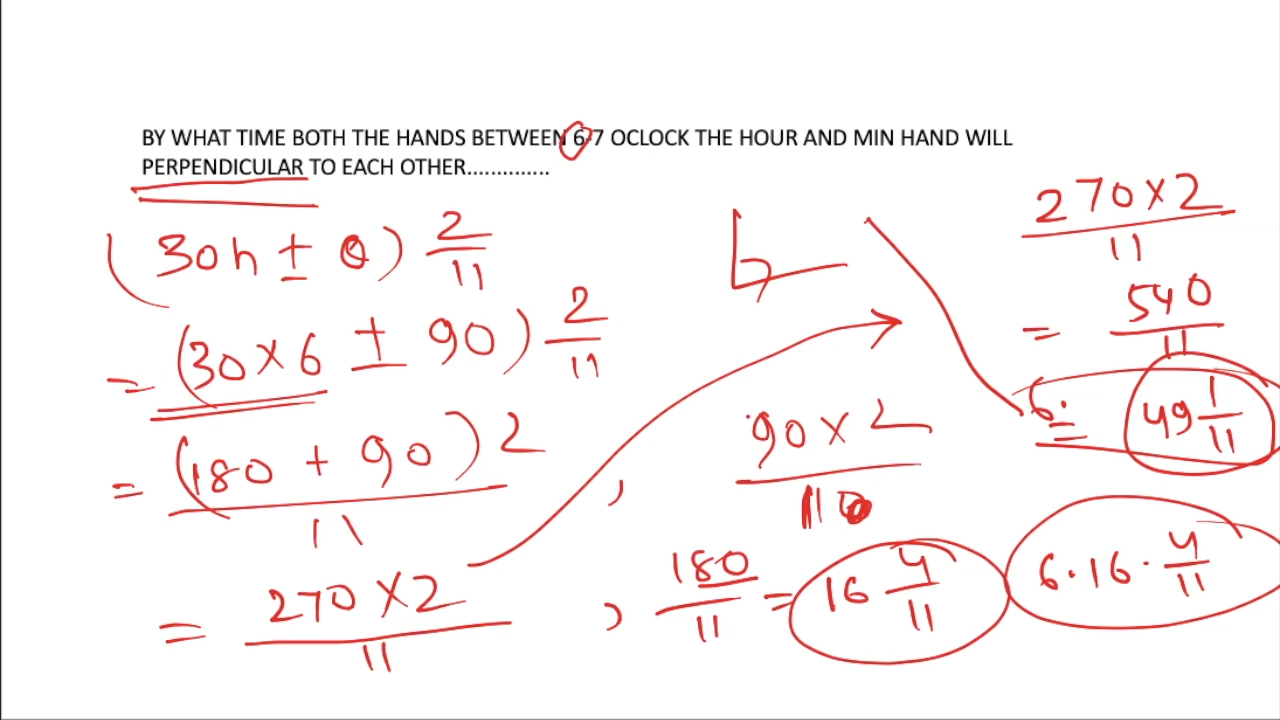 BY WHAT TIME BOTH THE HANDS BETWEEN 6-7 OCLOCK THE HOUR AND MIN HAND WILL
PERPENDICULAR TO EACH OTHER..............
(30h ± θ) 2/11
= (30×6 ± 90) 2/11
= (180 + 90)2/11
= 270×2/11
, 90×2/11
, 180/11 = 16 4/11
270×2/11
= 540/11
6: 49 1/11
6.16.4/11